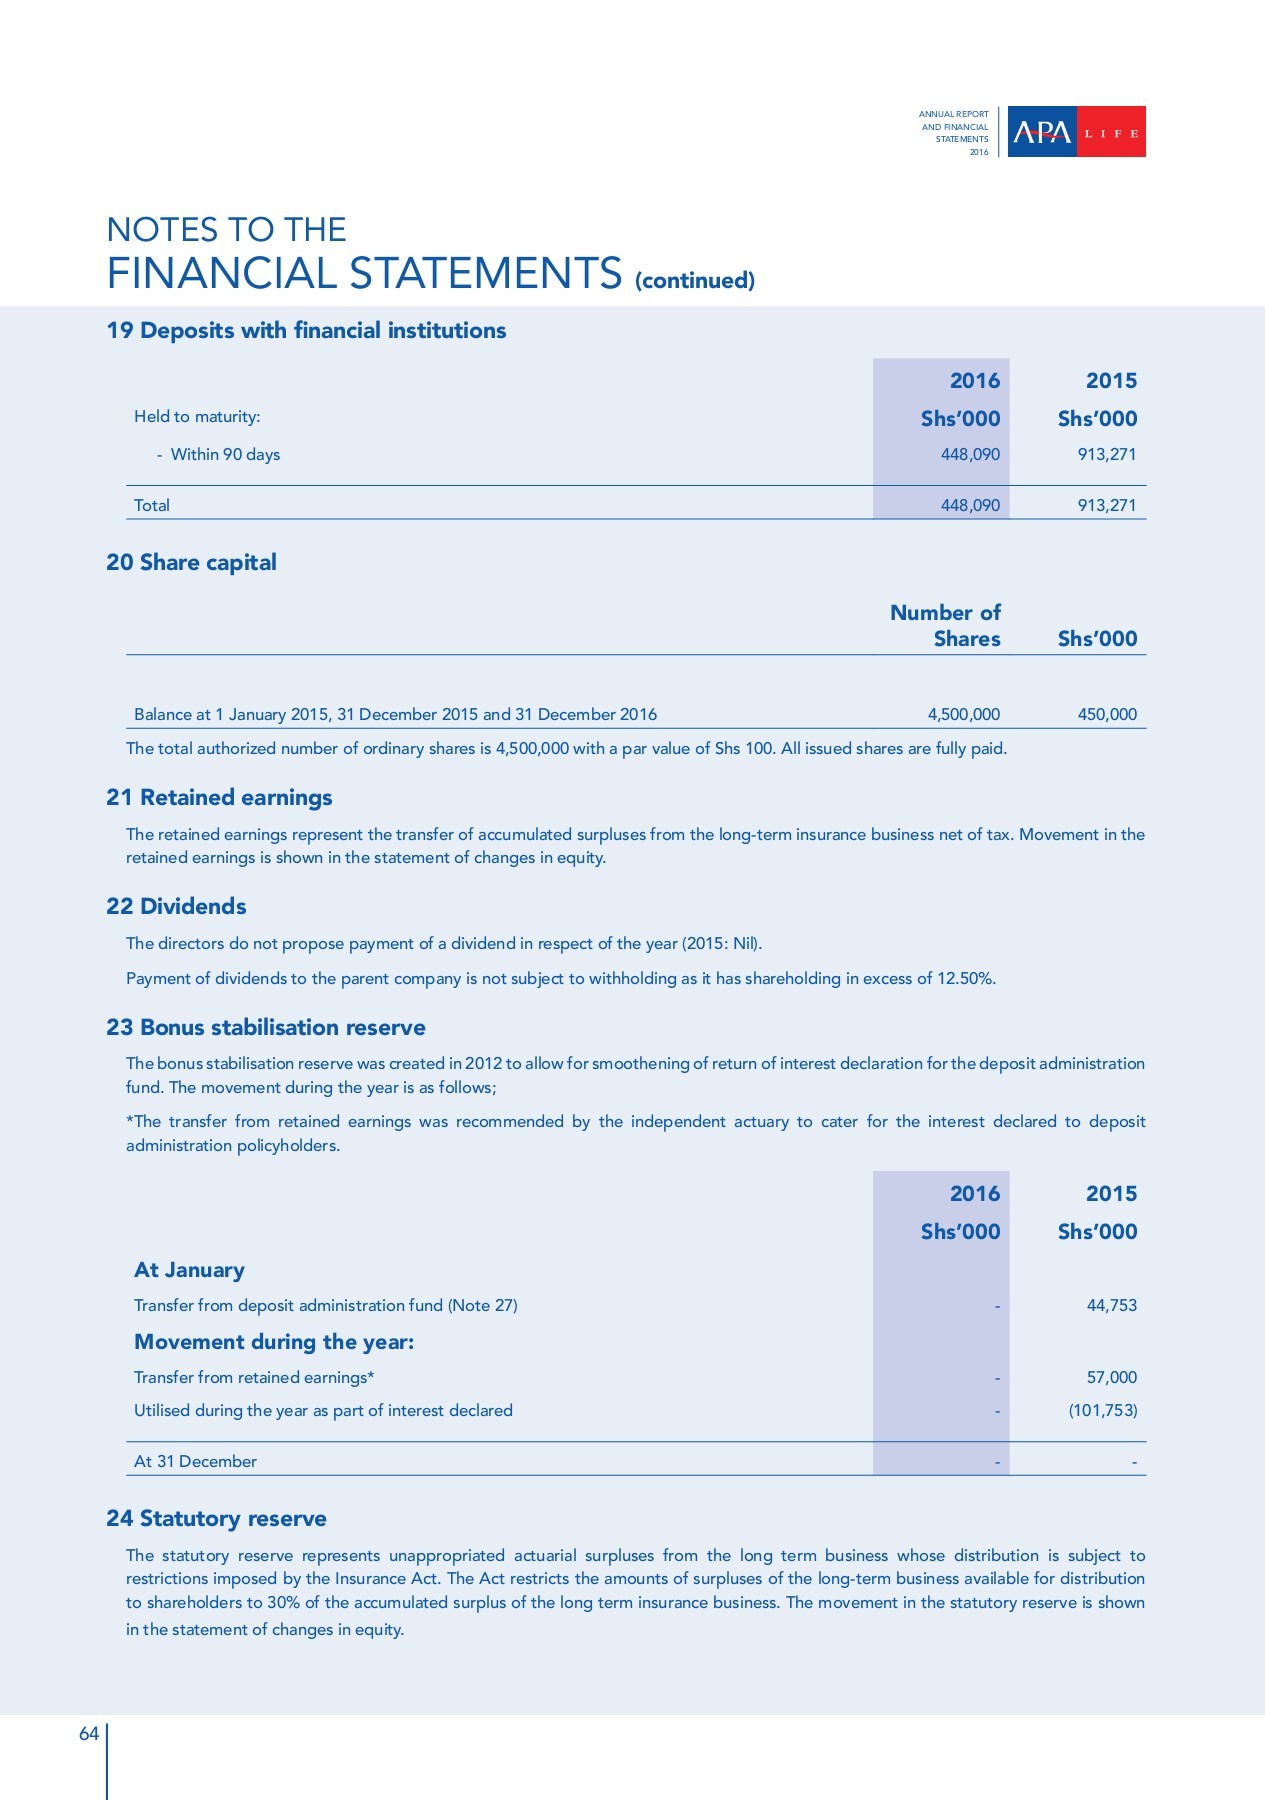 ANNUAL REPORT
AND FINANCIAL
STATEMENTS
2016
APA LIFE
NOTES TO THE
FINANCIAL STATEMENTS (continued)
19 Deposits with financial institutions
2016 2015
Held to maturity: Shs’000 Shs’000
- Within 90 days 448,090 913,271
Total 448,090 913,271
20 Share capital
Number of
Shares Shs’000
Balance at 1 January 2015, 31 December 2015 and 31 December 2016 4,500,000 450,000
The total authorized number of ordinary shares is 4,500,000 with a par value of Shs 100. All issued shares are fully paid.
21 Retained earnings
The retained earnings represent the transfer of accumulated surpluses from the long-term insurance business net of tax. Movement in the
retained earnings is shown in the statement of changes in equity.
22 Dividends
The directors do not propose payment of a dividend in respect of the year (2015: Nil).
Payment of dividends to the parent company is not subject to withholding as it has shareholding in excess of 12.50%.
23 Bonus stabilisation reserve
The bonus stabilisation reserve was created in 2012 to allow for smoothening of return of interest declaration for the deposit administration
fund. The movement during the year is as follows;
*The transfer from retained earnings was recommended by the independent actuary to cater for the interest declared to deposit
administration policyholders.
2016 2015
Shs’000 Shs’000
At January
Transfer from deposit administration fund (Note 27) - 44,753
Movement during the year:
Transfer from retained earnings* - 57,000
Utilised during the year as part of interest declared - (101,753)
At 31 December - -
24 Statutory reserve
The statutory reserve represents unappropriated actuarial surpluses from the long term business whose distribution is subject to
restrictions imposed by the Insurance Act. The Act restricts the amounts of surpluses of the long-term business available for distribution
to shareholders to 30% of the accumulated surplus of the long term insurance business. The movement in the statutory reserve is shown
in the statement of changes in equity.
64